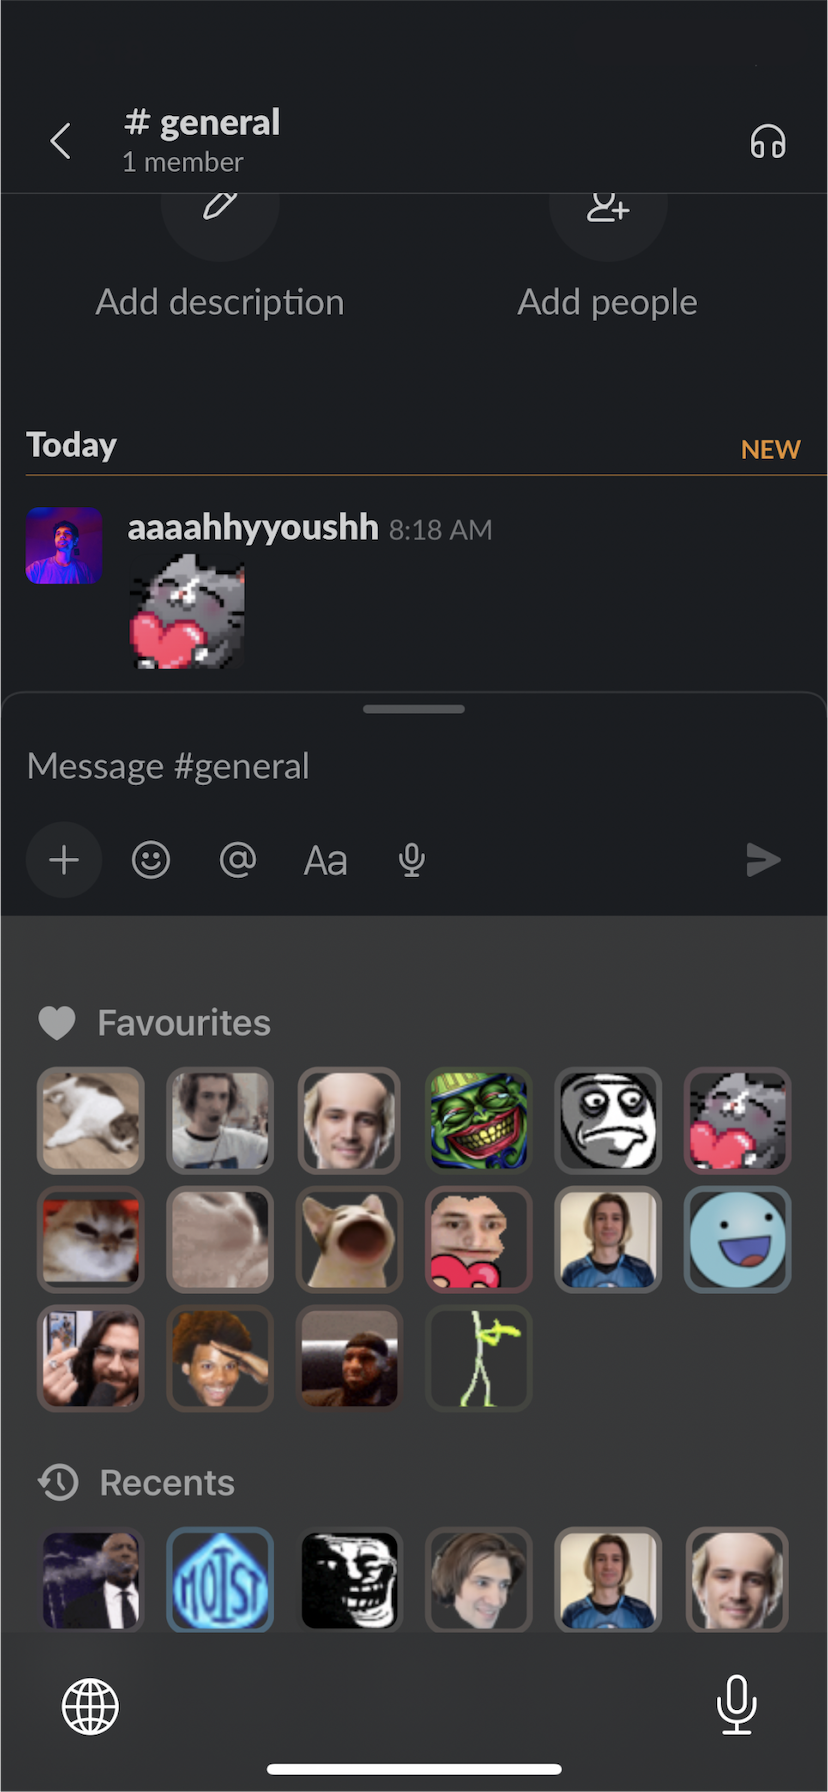 # general
1 member
Add description
Add people
Today
NEW
aaaahhyyoushh 8:18 AM
Message #general
Aa
Favourites
Recents
MOIST